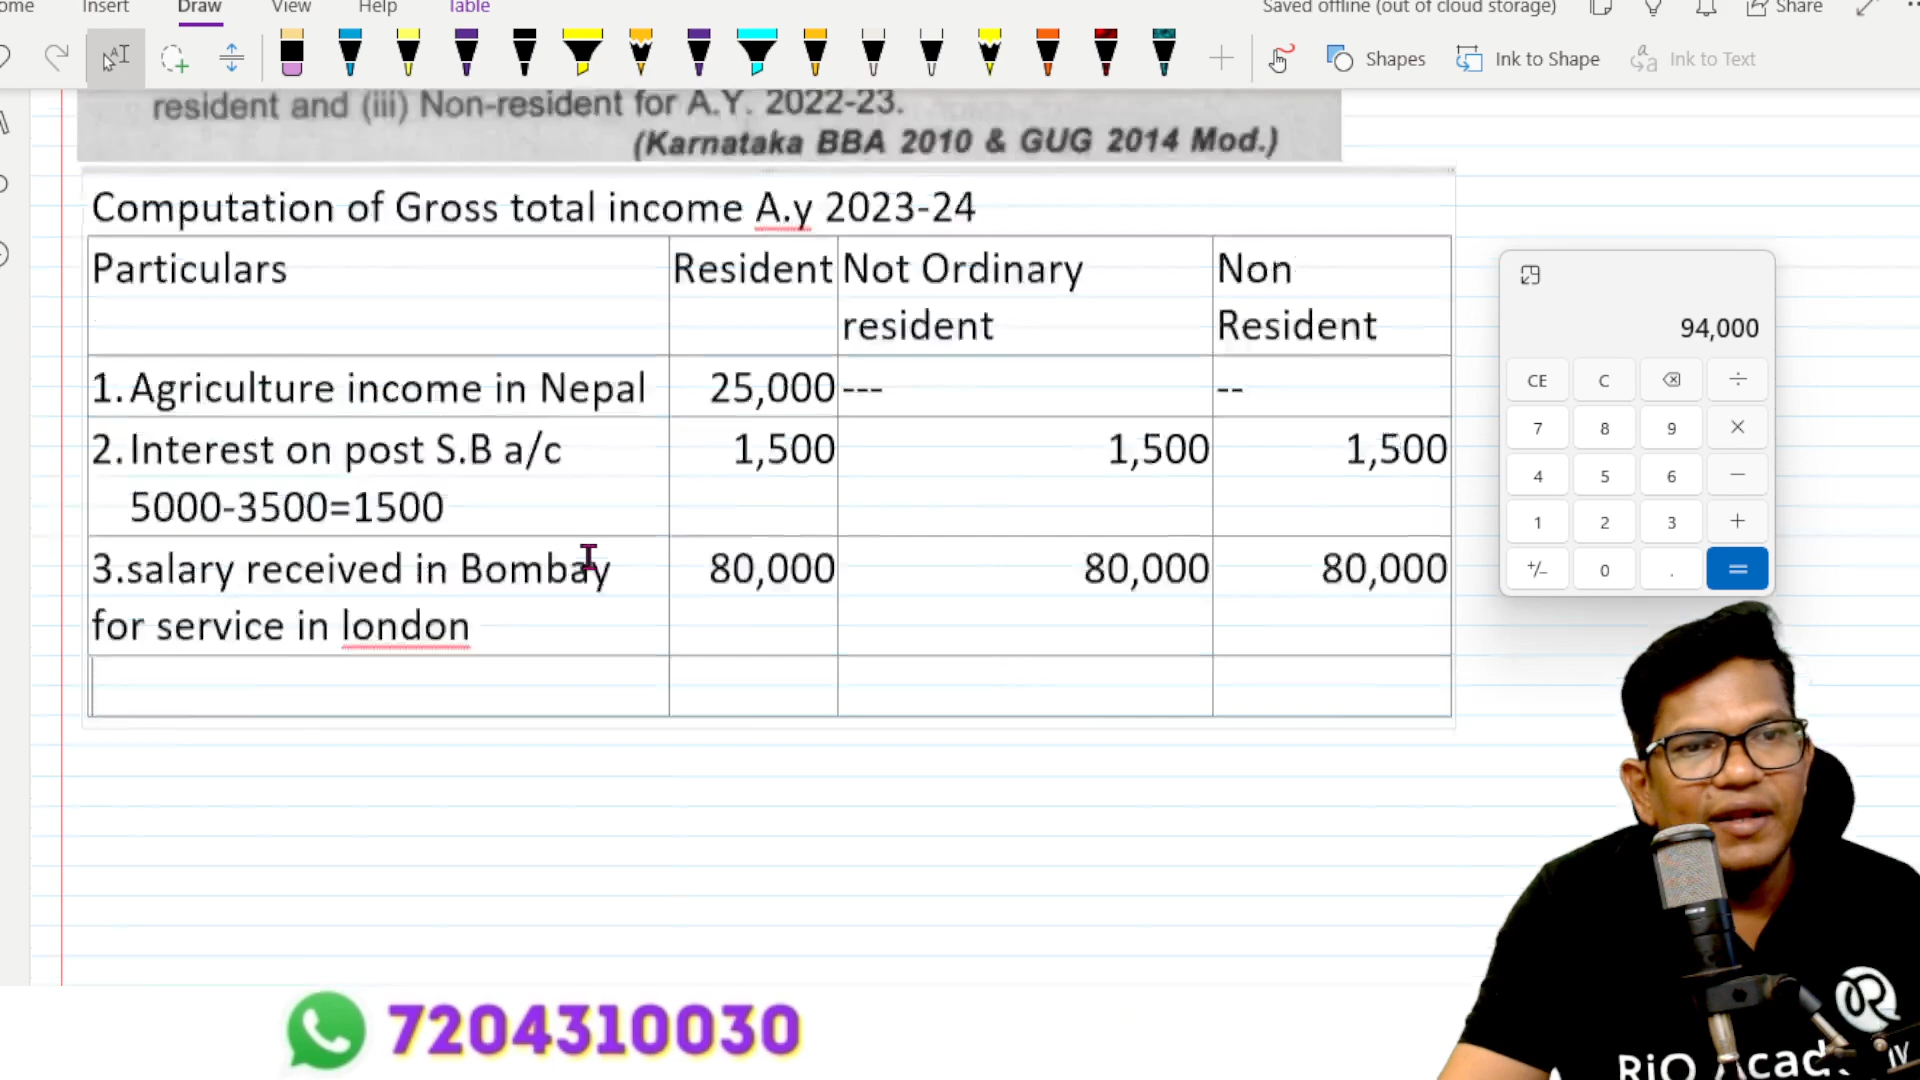 ome Insert Draw View Help Table Saved offline (out of cloud storage) Share
Shapes Ink to Shape Ink to Text
resident and (iii) Non-resident for A.Y. 2022-23.
(Karnataka BBA 2010 & GUG 2014 Mod.)
Computation of Gross total income A.y 2023-24
Particulars Resident Not Ordinary resident Non Resident
1. Agriculture income in Nepal 25,000 --- --
2. Interest on post S.B a/c 1,500 1,500 1,500
5000-3500=1500
3.salary received in Bombay 80,000 80,000 80,000
for service in london
94,000
CE C ÷
7 8 9 ×
4 5 6 −
1 2 3 +
+/− 0 . =
7204310030
RiO Acad